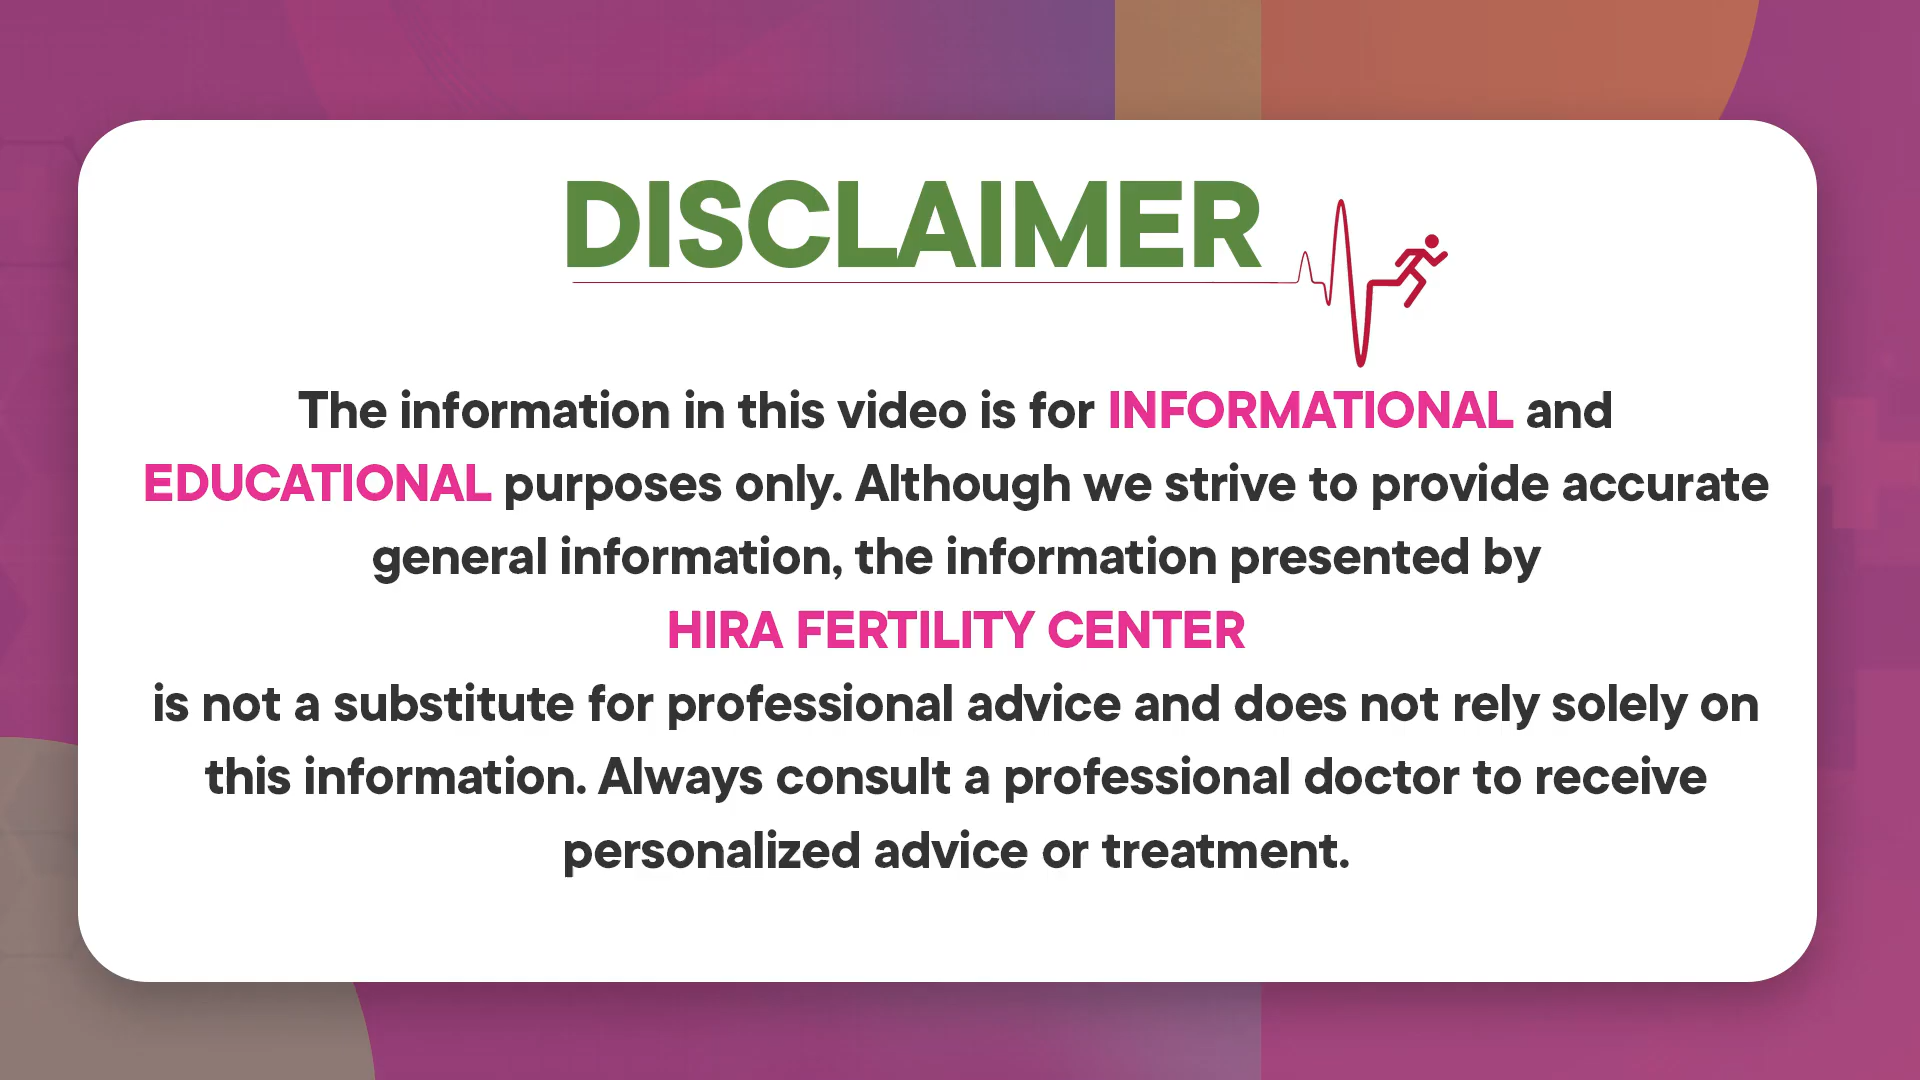 DISCLAIMER
The information in this video is for INFORMATIONAL and
EDUCATIONAL purposes only. Although we strive to provide accurate
general information, the information presented by
HIRA FERTILITY CENTER
is not a substitute for professional advice and does not rely solely on
this information. Always consult a professional doctor to receive
personalized advice or treatment.